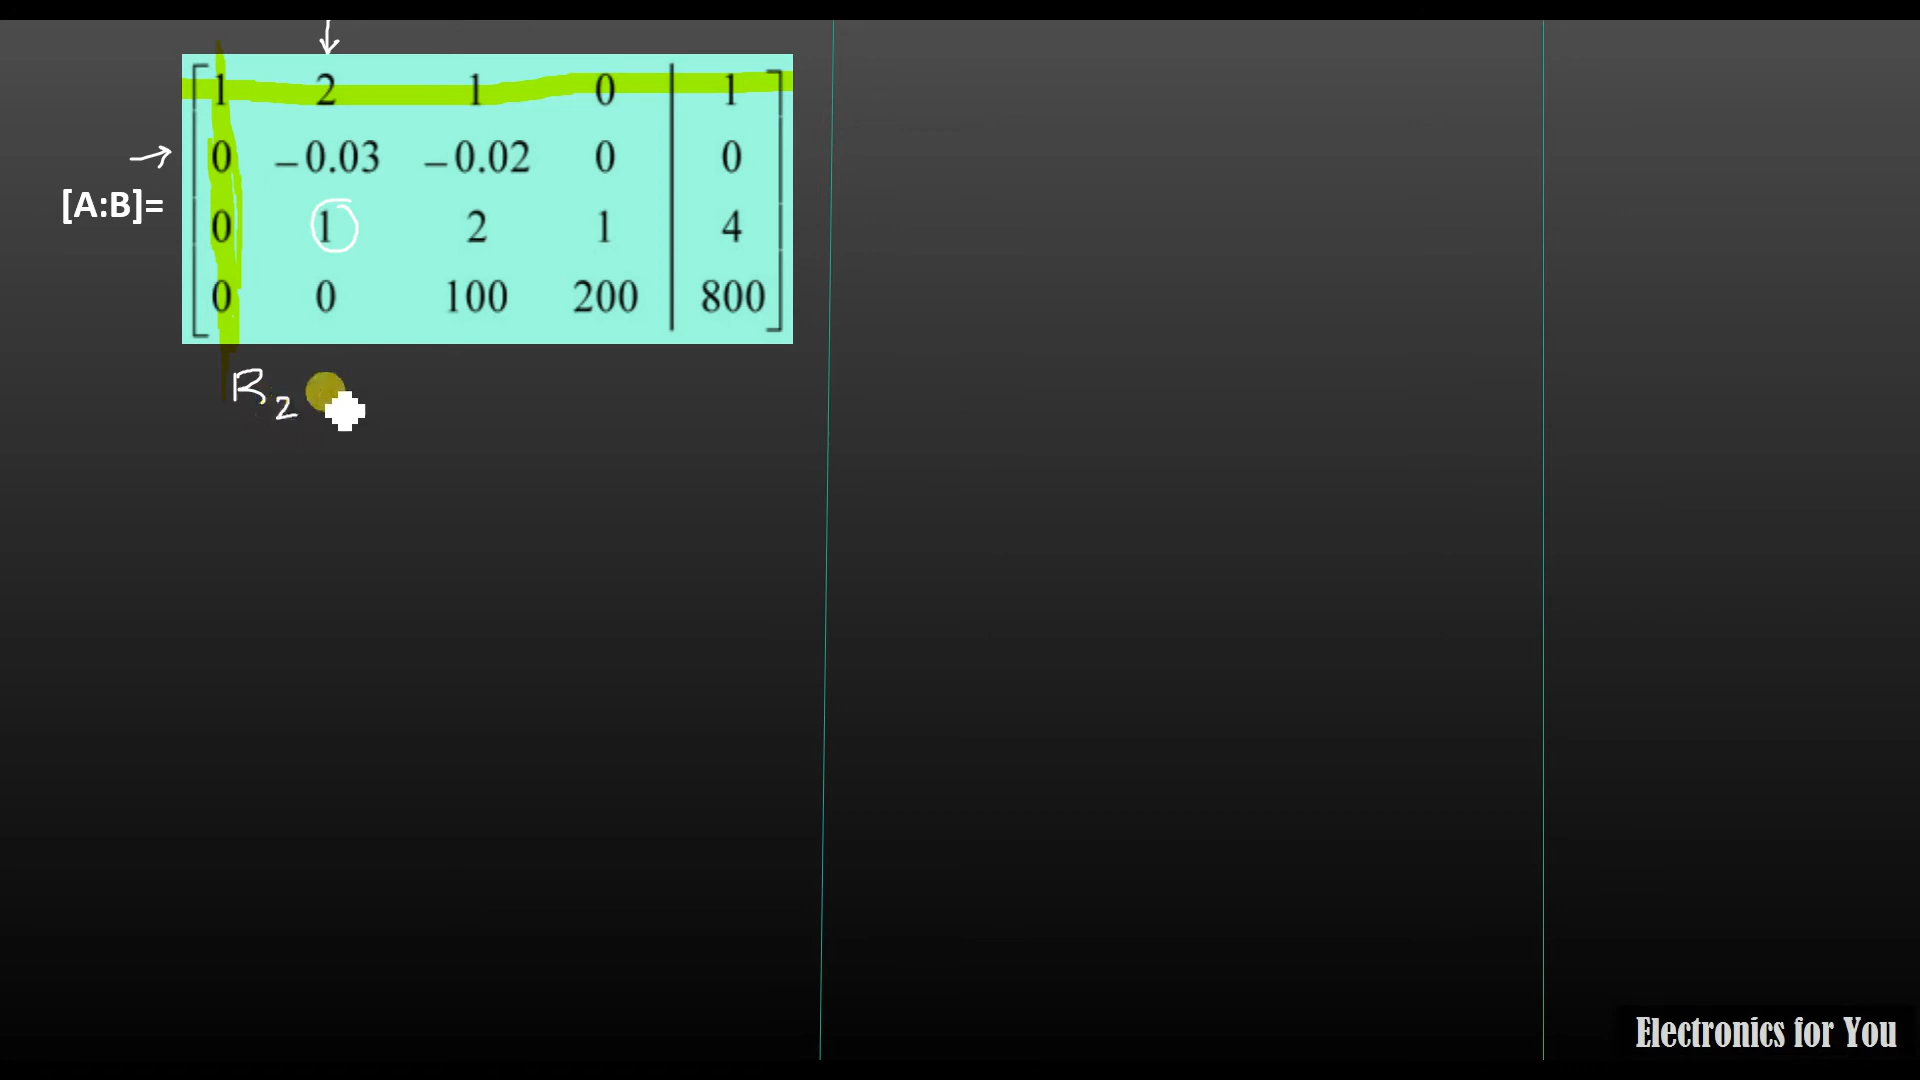 1 2 1 0 1
0 −0.03 −0.02 0 0
[A:B]=
0 1 2 1 4
0 0 100 200 800
R2
Electronics for You